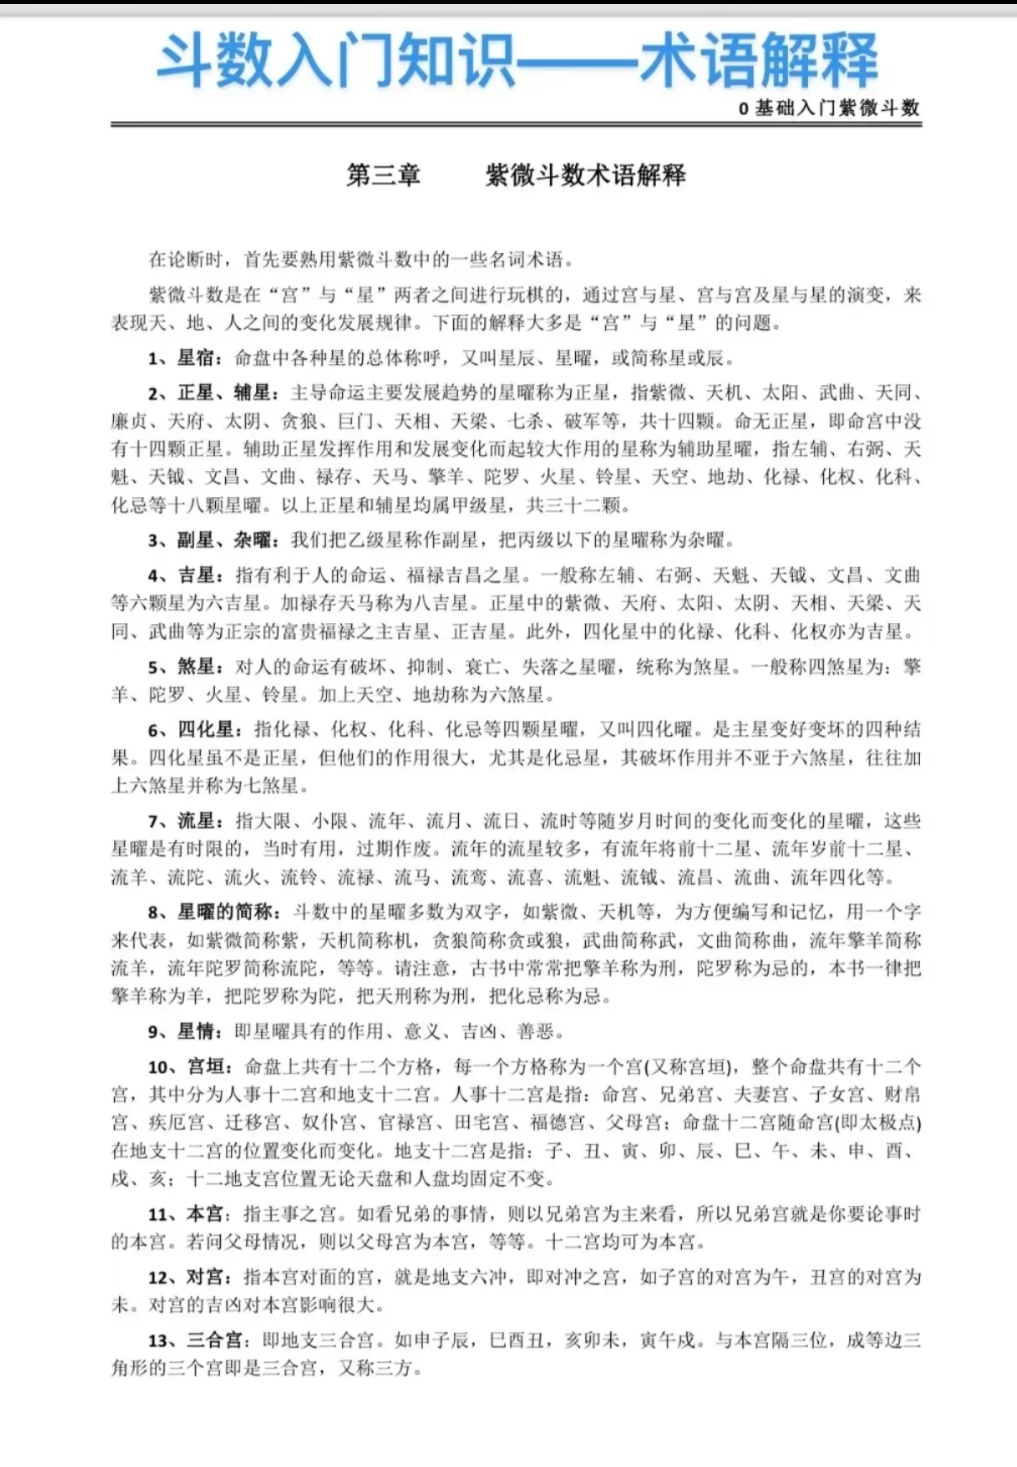 斗数入门知识——术语解释
0 基础入门紫微斗数
第三章 紫微斗数术语解释
在论断时，首先要熟用紫微斗数中的一些名词术语。
紫微斗数是在“宫”与“星”两者之间进行玩棋的，通过宫与星、宫与宫及星与星的演变，来
表现天、地、人之间的变化发展规律。下面的解释大多是“宫”与“星”的问题。
1、星宿：命盘中各种星的总体称呼，又叫星辰、星曜，或简称星或辰。
2、正星、辅星：主导命运主要发展趋势的星曜称为正星，指紫微、天机、太阳、武曲、天同、
廉贞、天府、太阴、贪狼、巨门、天相、天梁、七杀、破军等，共十四颗。命无正星，即命宫中没
有十四颗正星。辅助正星发挥作用和发展变化而起较大作用的星称为辅助星曜，指左辅、右弼、天
魁、天钺、文昌、文曲、禄存、天马、擎羊、陀罗、火星、铃星、天空、地劫、化禄、化权、化科、
化忌等十八颗星曜。以上正星和辅星均属甲级星，共三十二颗。
3、副星、杂曜：我们把乙级星称作副星，把丙级以下的星曜称为杂曜。
4、吉星：指有利于人的命运、福禄吉昌之星。一般称左辅、右弼、天魁、天钺、文昌、文曲
等六颗星为六吉星。加禄存天马称为八吉星。正星中的紫微、天府、太阳、太阴、天相、天梁、天
同、武曲等为正宗的富贵福禄之主吉星、正吉星。此外，四化星中的化禄、化科、化权亦为吉星。
5、煞星：对人的命运有破坏、抑制、衰亡、失落之星曜，统称为煞星。一般称四煞星为：擎
羊、陀罗、火星、铃星。加上天空、地劫称为六煞星。
6、四化星：指化禄、化权、化科、化忌等四颗星曜，又叫四化曜。是主星变好变坏的四种结
果。四化星虽不是正星，但他们的作用很大，尤其是化忌星，其破坏作用并不亚于六煞星，往往加
上六煞星并称为七煞星。
7、流星：指大限、小限、流年、流月、流日、流时等随岁月时间的变化而变化的星曜，这些
星曜是有时限的，当时有用，过期作废。流年的流星较多，有流年将前十二星、流年岁前十二星、
流羊、流陀、流火、流铃、流禄、流马、流鸾、流喜、流魁、流钺、流昌、流曲、流年四化等。
8、星曜的简称：斗数中的星曜多数为双字，如紫微、天机等，为方便编写和记忆，用一个字
来代表，如紫微简称紫，天机简称机，贪狼简称贪或狼，武曲简称武，文曲简称曲，流年擎羊简称
流羊，流年陀罗简称流陀，等等。请注意，古书中常常把擎羊称为刑，陀罗称为忌的，本书一律把
擎羊称为羊，把陀罗称为陀，把天刑称为刑，把化忌称为忌。
9、星情：即星曜具有的作用、意义、吉凶、善恶。
10、宫垣：命盘上共有十二个方格，每一个方格称为一个宫(又称宫垣)，整个命盘共有十二个
宫，其中分为人事十二宫和地支十二宫。人事十二宫是指：命宫、兄弟宫、夫妻宫、子女宫、财帛
宫、疾厄宫、迁移宫、奴仆宫、官禄宫、田宅宫、福德宫、父母宫；命盘十二宫随命宫(即太极点)
在地支十二宫的位置变化而变化。地支十二宫是指：子、丑、寅、卯、辰、巳、午、未、申、酉、
戍、亥；十二地支宫位置无论天盘和人盘均固定不变。
11、本宫：指主事之宫。如看兄弟的事情，则以兄弟宫为主来看，所以兄弟宫就是你要论事时
的本宫。若问父母情况，则以父母宫为本宫，等等。十二宫均可为本宫。
12、对宫：指本宫对面的宫，就是地支六冲，即对冲之宫，如子宫的对宫为午，丑宫的对宫为
未。对宫的吉凶对本宫影响很大。
13、三合宫：即地支三合宫。如申子辰，巳酉丑，亥卯未，寅午戌。与本宫隔三位，成等边三
角形的三个宫即是三合宫，又称三方。